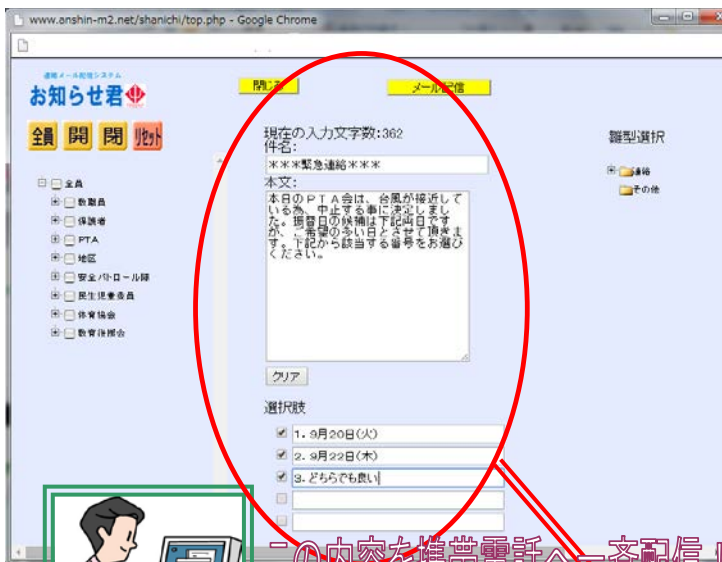 www.anshin-m2.net/shanichi/top.php - Google Chrome
連絡メール配信システム
お知らせ君
閉じる
メール配信
全員 開 閉 リセット
現在の入力文字数:362
件名:
***緊急連絡***
本文:
本日のPTA会は、台風が接近して
いる為、中止する事に決定しまし
た。振替日の候補は下記両日です
が、ご希望の多い日とさせて頂きま
す。下記から該当する番号をお選び
ください。
クリア
選択肢
1. 9月20日(火)
2. 9月22日(木)
3. どちらでも良い
雛型選択
連絡
その他
全員
教職員
保護者
PTA
地区
安全パトロール隊
民生児童委員
体育協会
教育後援会
この内容を携帯電話へ一斉配信